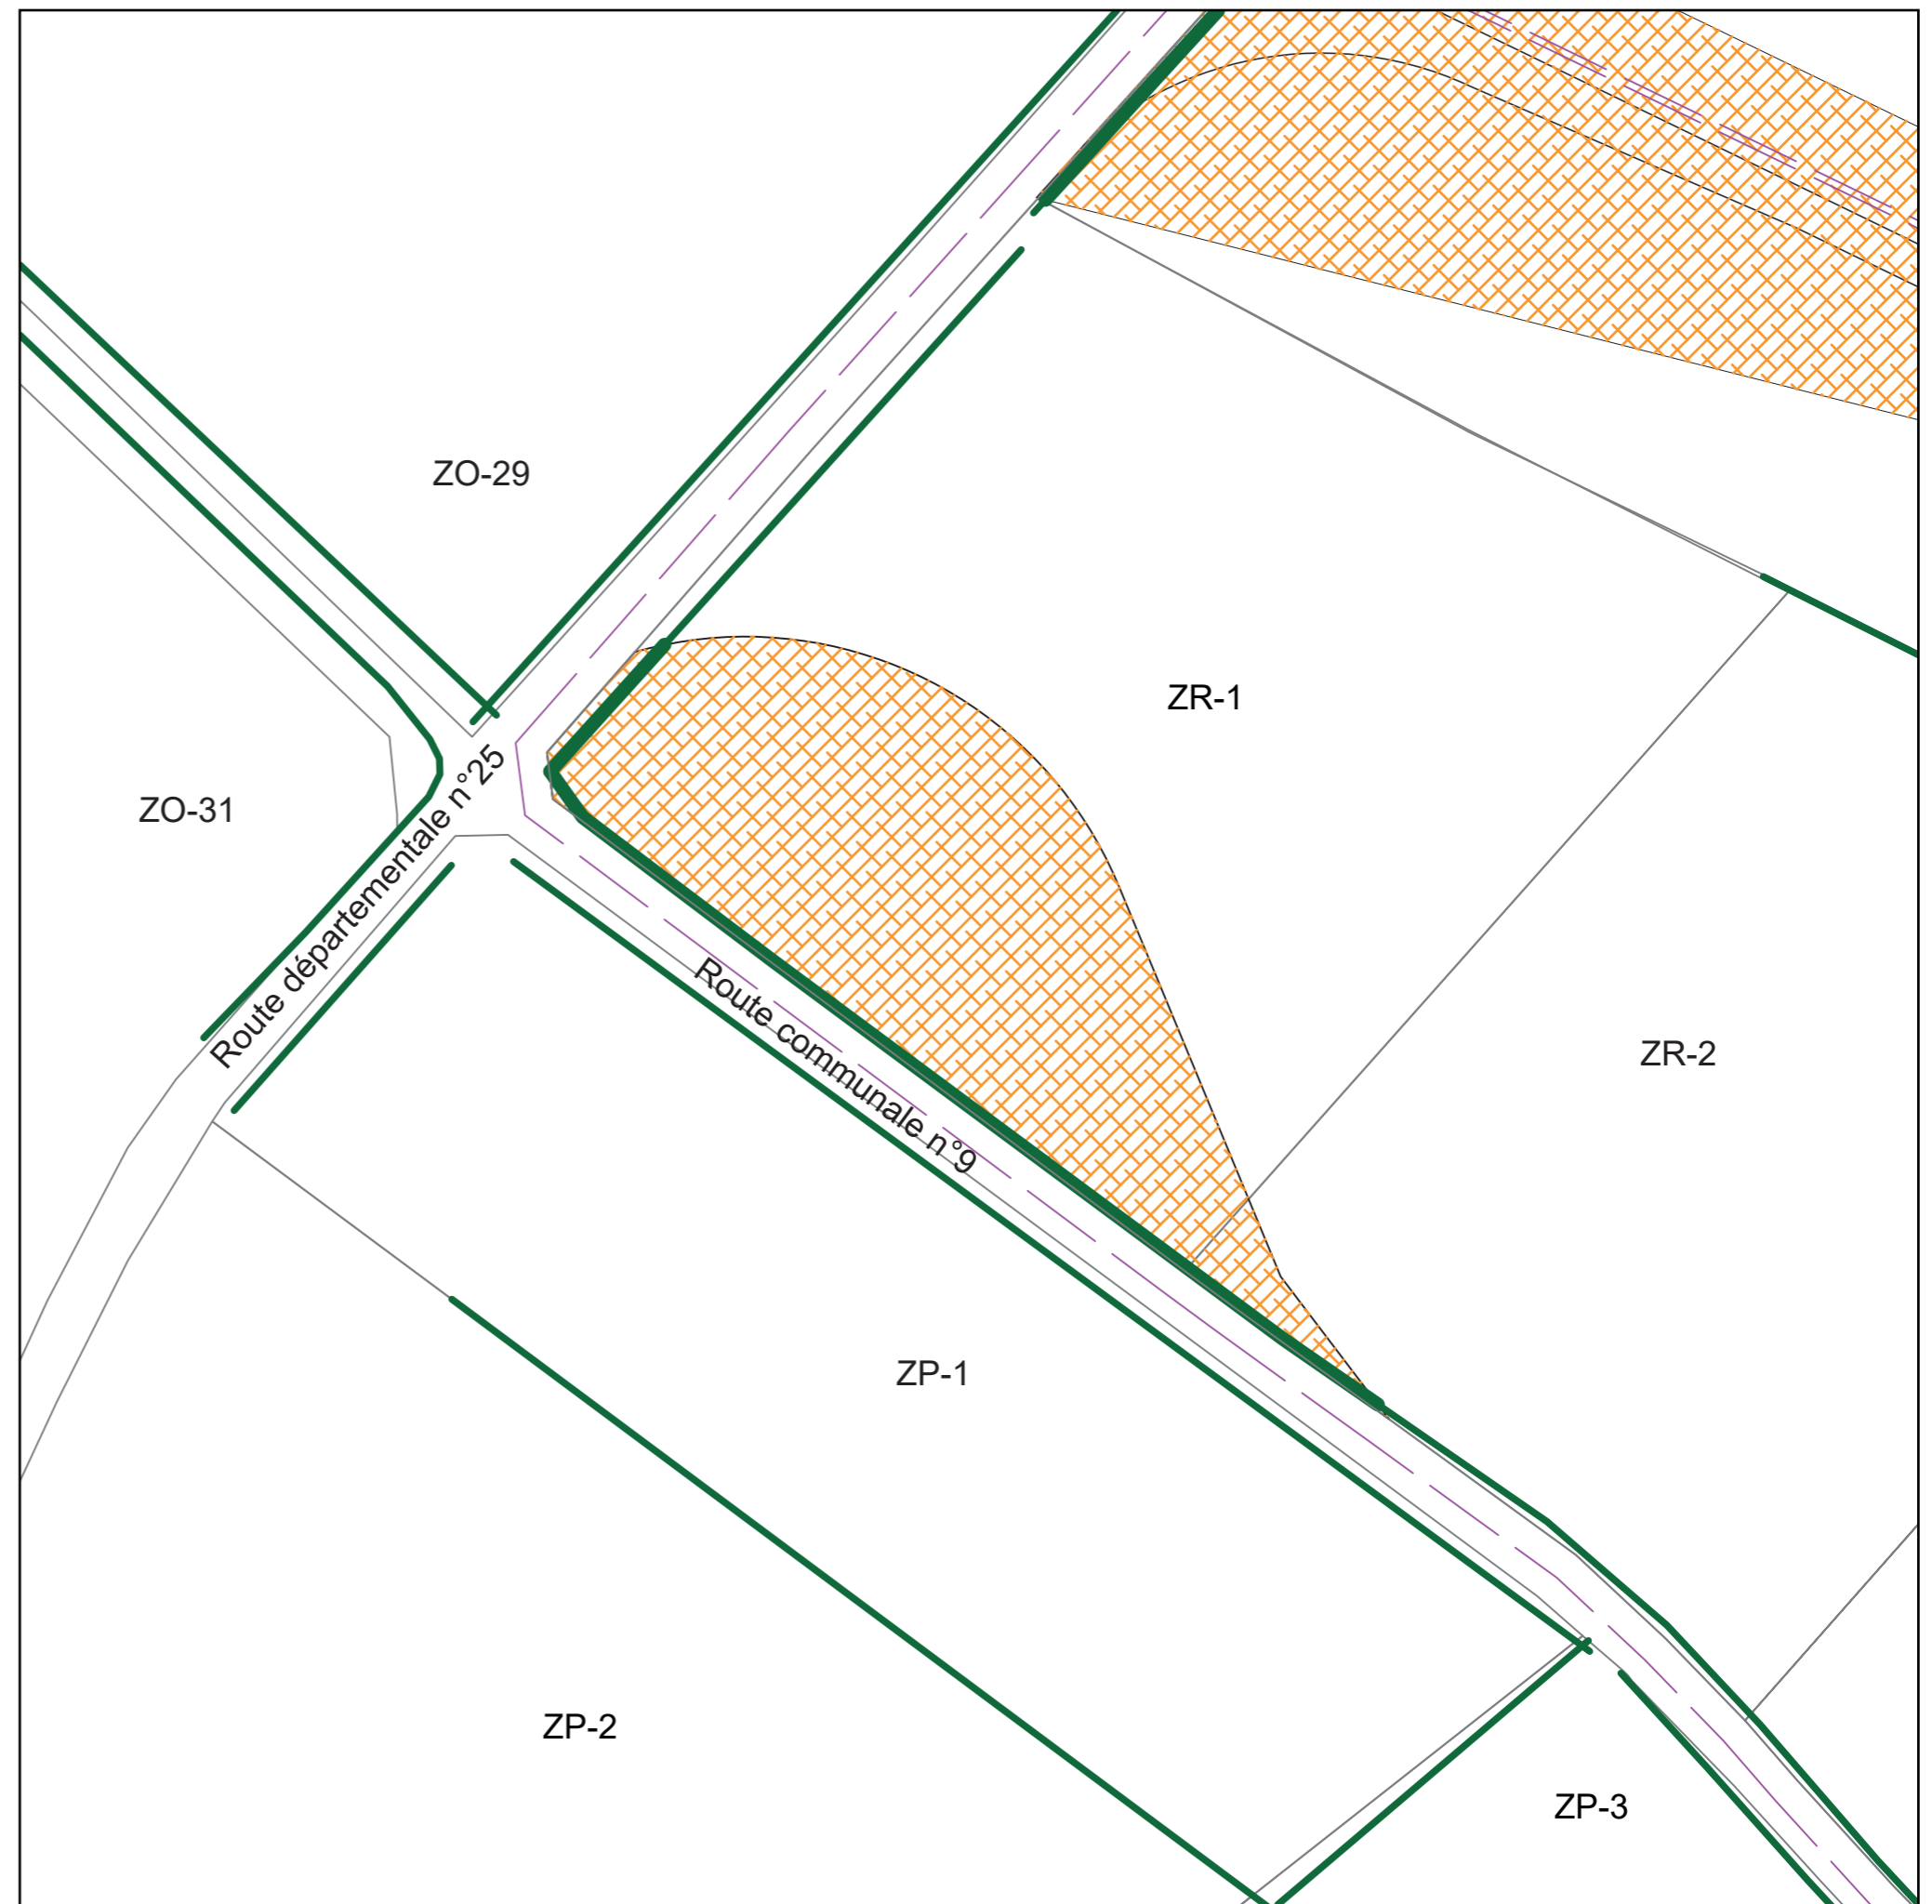 ZO-29
ZR-1
ZO-31
Route départementale n°25
Route communale n°9
ZR-2
ZP-1
ZP-2
ZP-3